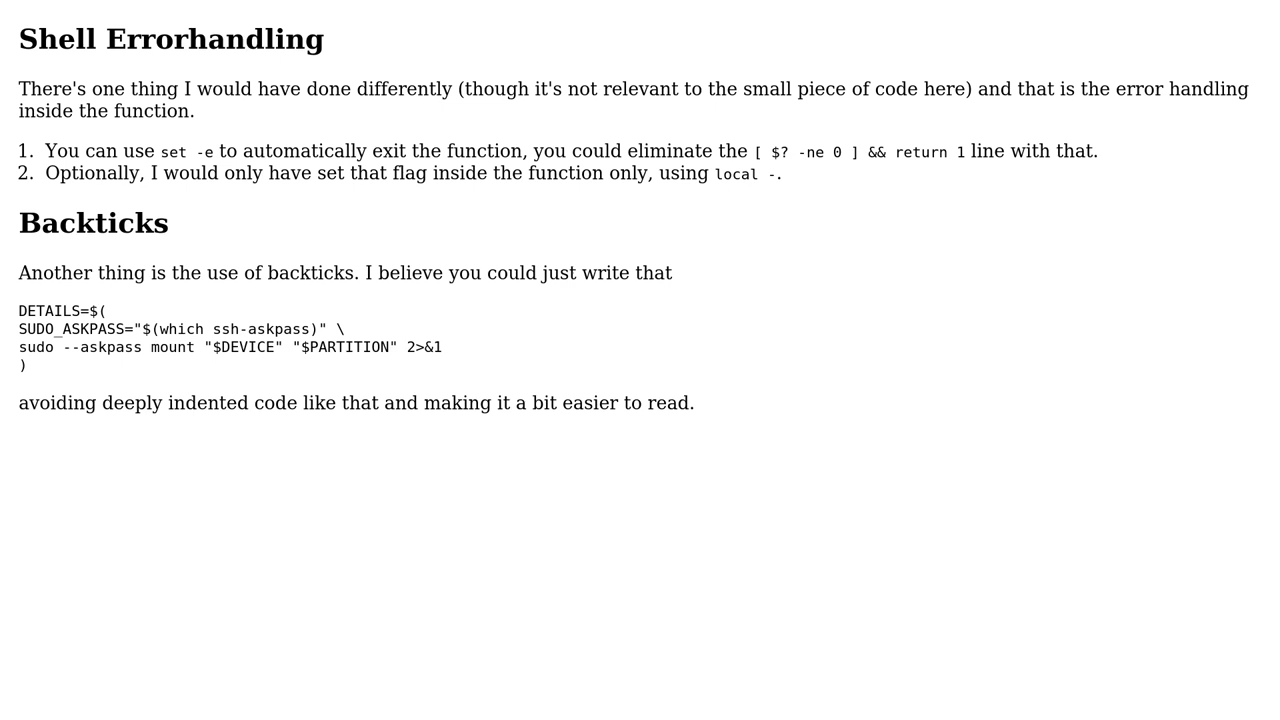 Shell Errorhandling
There's one thing I would have done differently (though it's not relevant to the small piece of code here) and that is the error handling
inside the function.
1. You can use set -e to automatically exit the function, you could eliminate the [ $? -ne 0 ] && return 1 line with that.
2. Optionally, I would only have set that flag inside the function only, using local -.
Backticks
Another thing is the use of backticks. I believe you could just write that
DETAILS=$(
SUDO_ASKPASS="$(which ssh-askpass)" \
sudo --askpass mount "$DEVICE" "$PARTITION" 2>&1
)
avoiding deeply indented code like that and making it a bit easier to read.